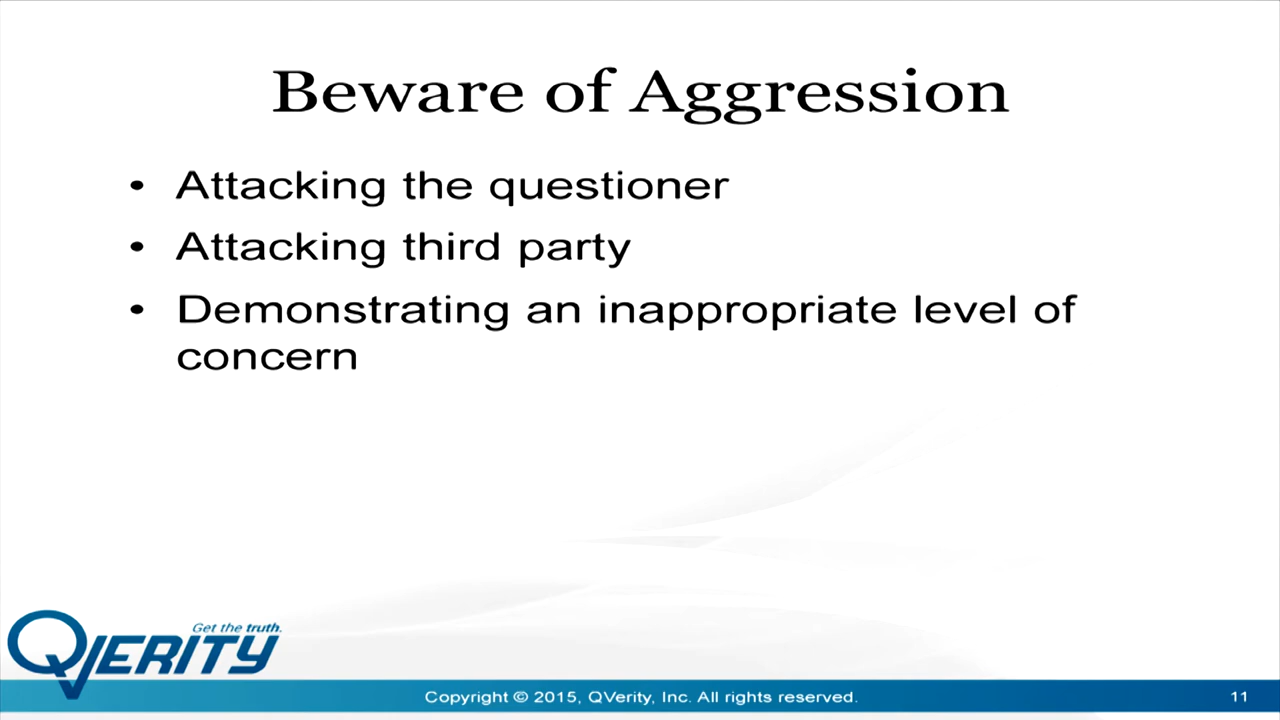 Beware of Aggression
• Attacking the questioner
• Attacking third party
• Demonstrating an inappropriate level of
concern
Get the truth.
QVERITY
Copyright © 2015, QVerity, Inc. All rights reserved.
11